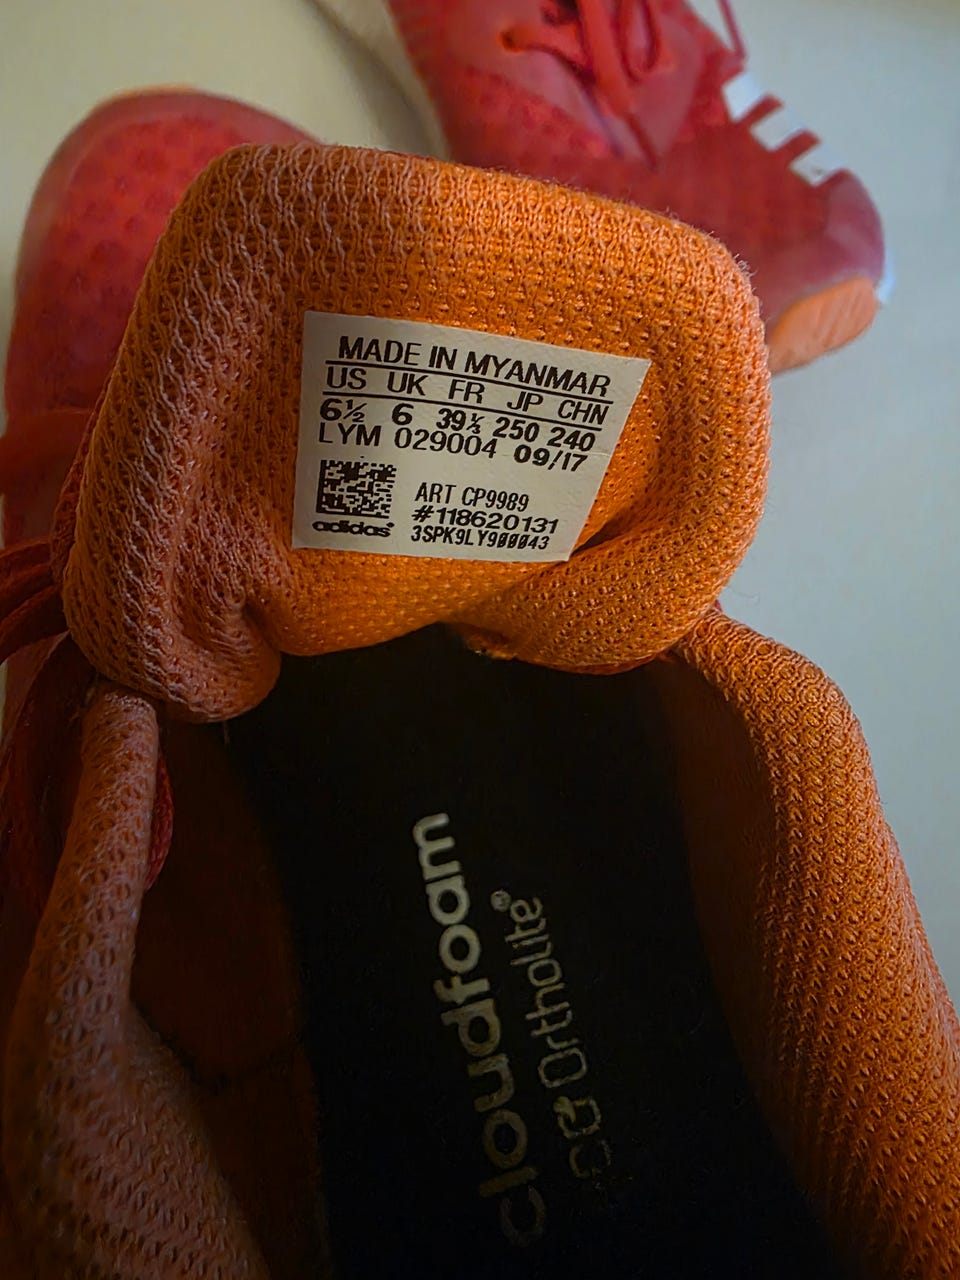 MADE IN MYANMAR
US UK FR JP CHN
6½ 6 39⅓ 250 240
LYM 029004 09/17
ART CP9989
#118620131
adidas® 3SPK9LY900043
cloudfoam
Ortholite®